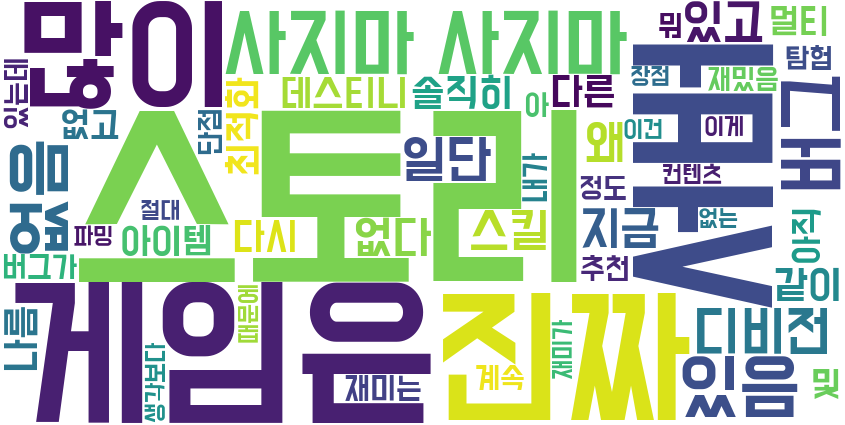 많이
사지마 사지마
뭐
있고
멀티
탐험
있는데
없고
단점
최적화
데스티니
솔직히
아
다른
장점
재밌음
버그
스토리
너무
없음
일단
내가
왜
이건
이게
컨텐츠
정도
절대
파밍
아이템
다시
없다
스킬
지금
없는
아직
버그가
추천
같이
나름
게임은
때문에
진짜
디비전
생각보다
재미는
계속
재미가
있음
및